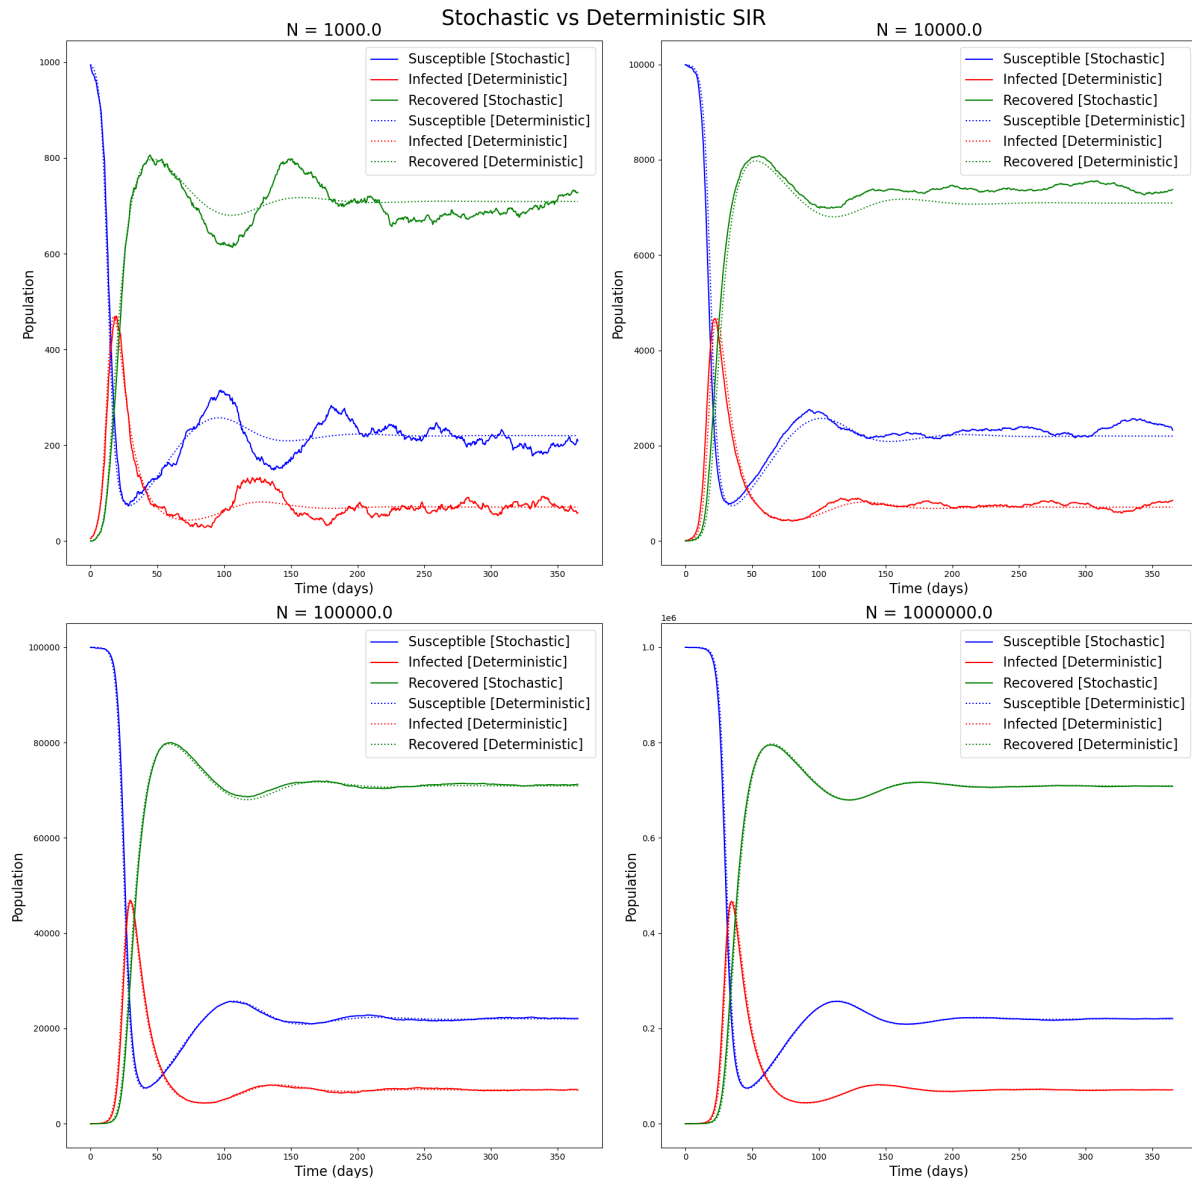 Stochastic vs Deterministic SIR
N = 1000.0
Susceptible [Stochastic]
Infected [Deterministic]
Recovered [Stochastic]
Susceptible [Deterministic]
Infected [Deterministic]
Recovered [Deterministic]
1000
800
600
400
200
0
Population
0 50 100 150 200 250 300 350
Time (days)
N = 10000.0
Susceptible [Stochastic]
Infected [Deterministic]
Recovered [Stochastic]
Susceptible [Deterministic]
Infected [Deterministic]
Recovered [Deterministic]
10000
8000
6000
4000
2000
0
Population
0 50 100 150 200 250 300 350
Time (days)
N = 100000.0
Susceptible [Stochastic]
Infected [Deterministic]
Recovered [Stochastic]
Susceptible [Deterministic]
Infected [Deterministic]
Recovered [Deterministic]
100000
80000
60000
40000
20000
0
Population
0 50 100 150 200 250 300 350
Time (days)
N = 1000000.0
1e6
Susceptible [Stochastic]
Infected [Deterministic]
Recovered [Stochastic]
Susceptible [Deterministic]
Infected [Deterministic]
Recovered [Deterministic]
1.0
0.8
0.6
0.4
0.2
0.0
Population
0 50 100 150 200 250 300 350
Time (days)